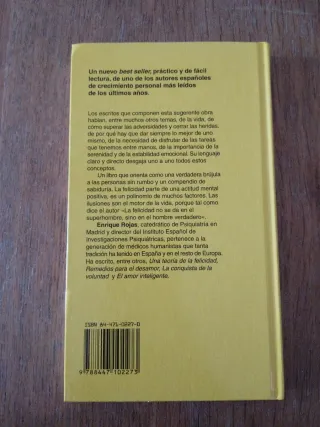 Un nuevo best seller, práctico y de fácil
lectura, de uno de los autores españoles
de crecimiento personal más leídos
de los últimos años.
Los escritos que componen esta sugerente obra
hablan, entre muchos otros temas, de la vida, de
cómo superar las adversidades y cerrar las heridas,
de por qué hay que dar siempre lo mejor de uno
mismo, de la necesidad de disfrutar de las tareas
que tenemos entre manos, de la importancia de la
serenidad y de la estabilidad emocional. Su lenguaje
claro y directo desgaja uno a uno todos estos
conceptos.
Un libro que orienta como una verdadera brújula
a las personas sin rumbo y un compendio de
sabiduría. La felicidad parte de una actitud mental
positiva, es un polinomio de muchos factores. Las
ilusiones son el motor de la vida, porque tal como
dice el autor «La felicidad no se da en el
superhombre, sino en el hombre verdadero».
Enrique Rojas, catedrático de Psiquiatría en
Madrid y director del Instituto Español de
Investigaciones Psiquiátricas, pertenece a la
generación de médicos humanistas que tanta
tradición ha tenido en España y en el resto de Europa.
Ha escrito, entre otros, Una teoría de la felicidad,
Remedios para el desamor, La conquista de la
voluntad y El amor inteligente.
ISBN 84-471-0227-0
9 788447 102273